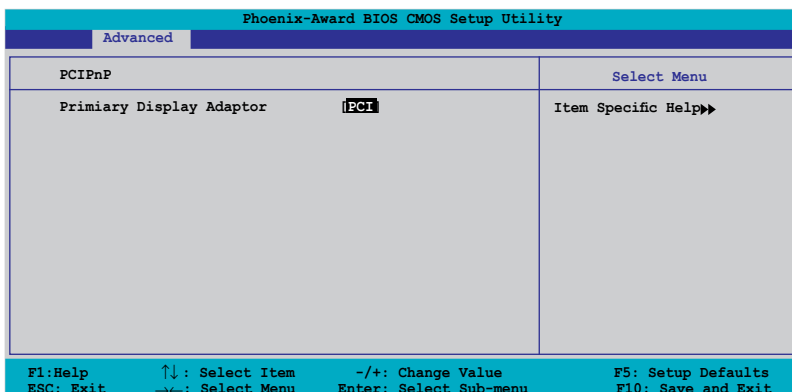 Phoenix-Award BIOS CMOS Setup Utility
Advanced
PCIPnP
Select Menu
Primiary Display Adaptor [PCI]
Item Specific Help▶▶
F1:Help ↑↓: Select Item -/+: Change Value F5: Setup Defaults
ESC: Exit →←: Select Menu Enter: Select Sub-menu F10: Save and Exit